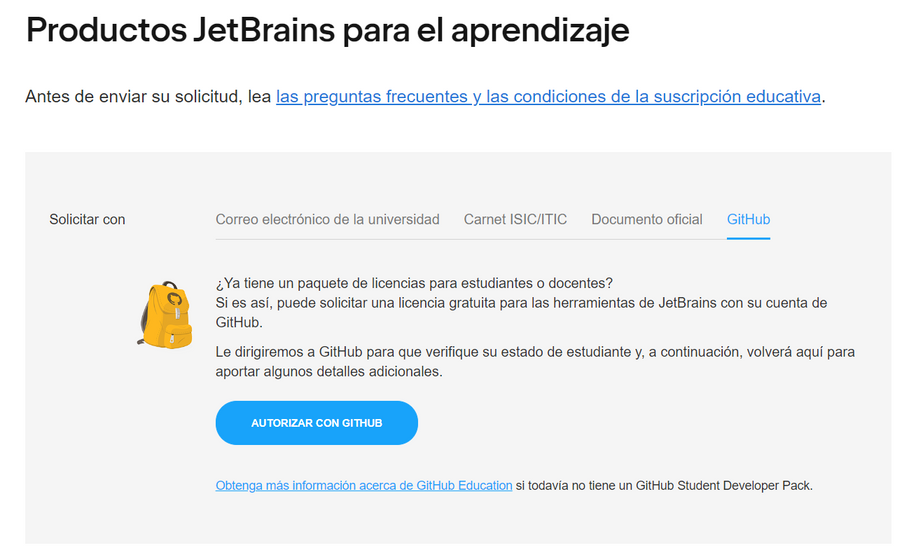 Productos JetBrains para el aprendizaje
Antes de enviar su solicitud, lea las preguntas frecuentes y las condiciones de la suscripción educativa.
Solicitar con
Correo electrónico de la universidad Carnet ISIC/ITIC Documento oficial GitHub
¿Ya tiene un paquete de licencias para estudiantes o docentes?
Si es así, puede solicitar una licencia gratuita para las herramientas de JetBrains con su cuenta de
GitHub.
Le dirigiremos a GitHub para que verifique su estado de estudiante y, a continuación, volverá aquí para
aportar algunos detalles adicionales.
AUTORIZAR CON GITHUB
Obtenga más información acerca de GitHub Education si todavía no tiene un GitHub Student Developer Pack.